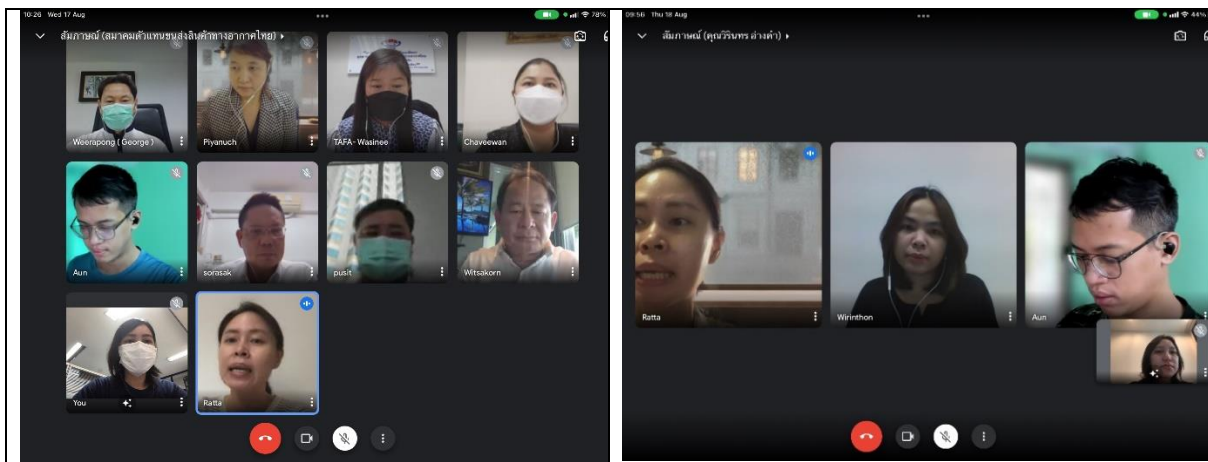 10:26 Wed 17 Aug
78%
สัมภาษณ์ (สมาคมตัวแทนขนส่งสินค้าทางอากาศไทย)
Weerapong ( George )
Piyanuch
TAFA- Wasinee
Chaveewan
Aun
sorasak
pusit
Witsakorn
You
Ratta
09:56 Thu 18 Aug
44%
สัมภาษณ์ (คุณวิรินทร อ่างคำ)
Ratta
Wirinthon
Aun